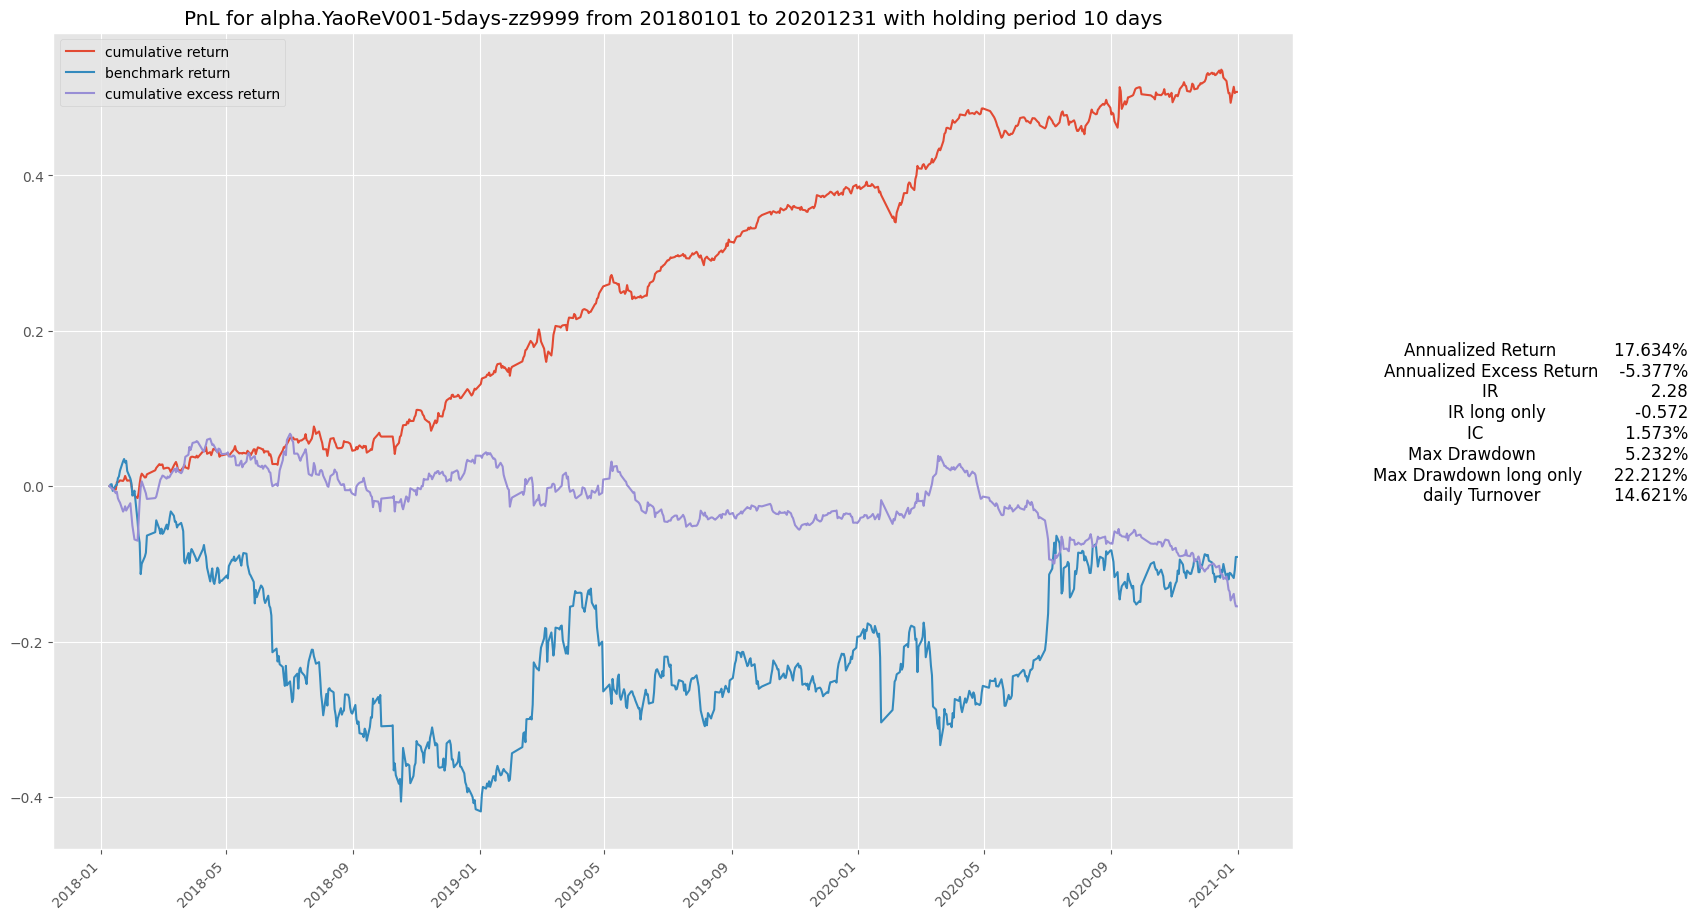 PnL for alpha.YaoReV001-5days-zz9999 from 20180101 to 20201231 with holding period 10 days
cumulative return
benchmark return
cumulative excess return
0.4
0.2
0.0
−0.2
−0.4
2018-01
2018-05
2018-09
2019-01
2019-05
2019-09
2020-01
2020-05
2020-09
2021-01
Annualized Return 17.634%
Annualized Excess Return -5.377%
IR 2.28
IR long only -0.572
IC 1.573%
Max Drawdown 5.232%
Max Drawdown long only 22.212%
daily Turnover 14.621%